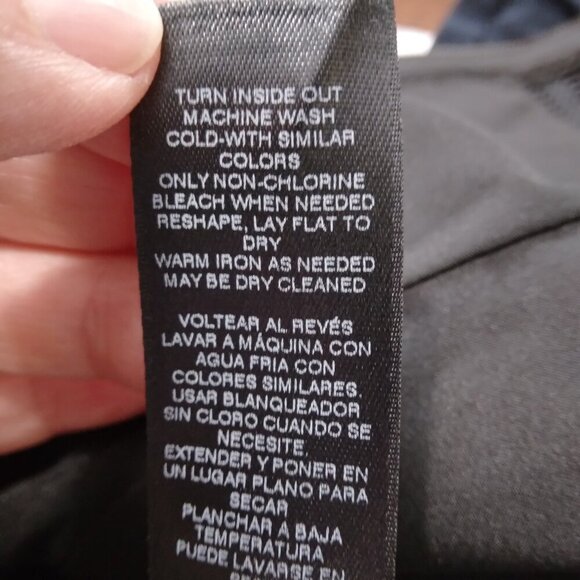 TURN INSIDE OUT
MACHINE WASH
COLD-WITH SIMILAR
COLORS
ONLY NON-CHLORINE
BLEACH WHEN NEEDED
RESHAPE, LAY FLAT TO
DRY
WARM IRON AS NEEDED
MAY BE DRY CLEANED
VOLTEAR AL REVÉS
LAVAR A MÁQUINA CON
AGUA FRIA CON
COLORES SIMILARES.
USAR BLANQUEADOR
SIN CLORO CUANDO SE
NECESITE.
EXTENDER Y PONER EN
UN LUGAR PLANO PARA
SECAR
PLANCHAR A BAJA
TEMPERATURA
PUEDE LAVARSE EN